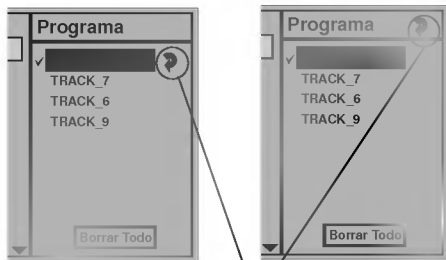 Programa
TRACK_7
TRACK_6
TRACK_9
Borrar Todo
Programa
TRACK_7
TRACK_6
TRACK_9
Borrar Todo